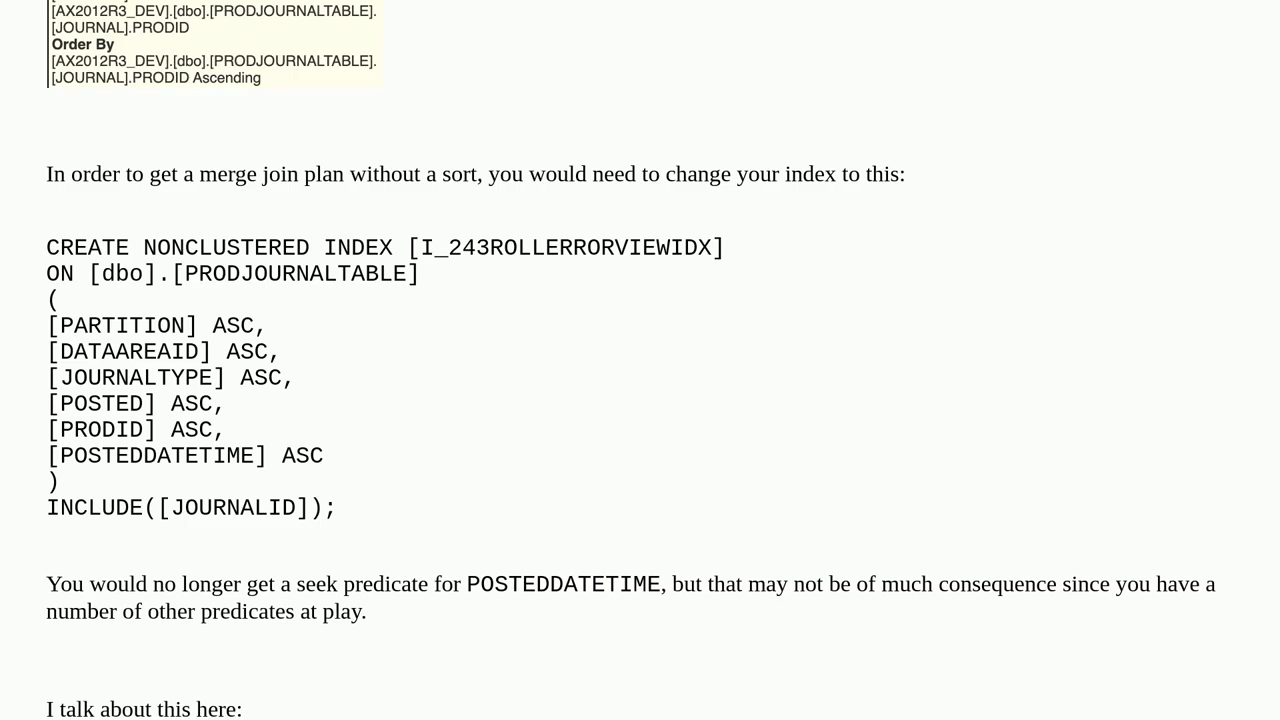 [AX2012R3_DEV].[dbo].[PRODJOURNALTABLE].
[JOURNAL].PRODID
Order By
[AX2012R3_DEV].[dbo].[PRODJOURNALTABLE].
[JOURNAL].PRODID Ascending
In order to get a merge join plan without a sort, you would need to change your index to this:
CREATE NONCLUSTERED INDEX [I_243ROLLERRORVIEWIDX]
ON [dbo].[PRODJOURNALTABLE]
(
[PARTITION] ASC,
[DATAAREAID] ASC,
[JOURNALTYPE] ASC,
[POSTED] ASC,
[PRODID] ASC,
[POSTEDDATETIME] ASC
)
INCLUDE([JOURNALID]);
You would no longer get a seek predicate for POSTEDDATETIME, but that may not be of much consequence since you have a
number of other predicates at play.
I talk about this here: